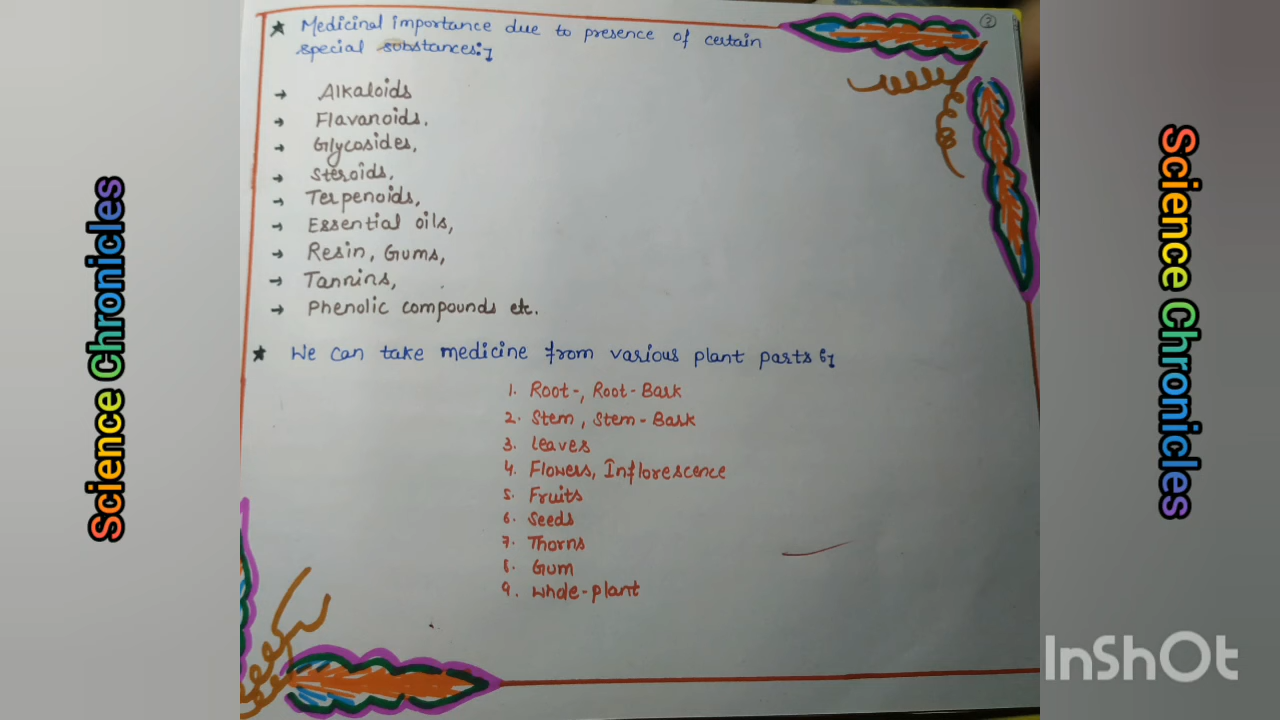 ②
★ Medicinal importance due to presence of certain
special substances:-
→ Alkaloids
→ Flavanoids.
→ Glycosides,
→ Steroids,
→ Terpenoids,
→ Essential oils,
→ Resin, Gums,
→ Tannins,
→ Phenolic compounds etc.
★ We can take medicine from various plant parts :-
1. Root-, Root-Bark
2. Stem, Stem-Bark
3. Leaves
4. Flowers, Inflorescence
5. Fruits
6. Seeds
7. Thorns
8. Gum
9. Whole-plant
Science Chronicles
Science Chronicles
InShOt